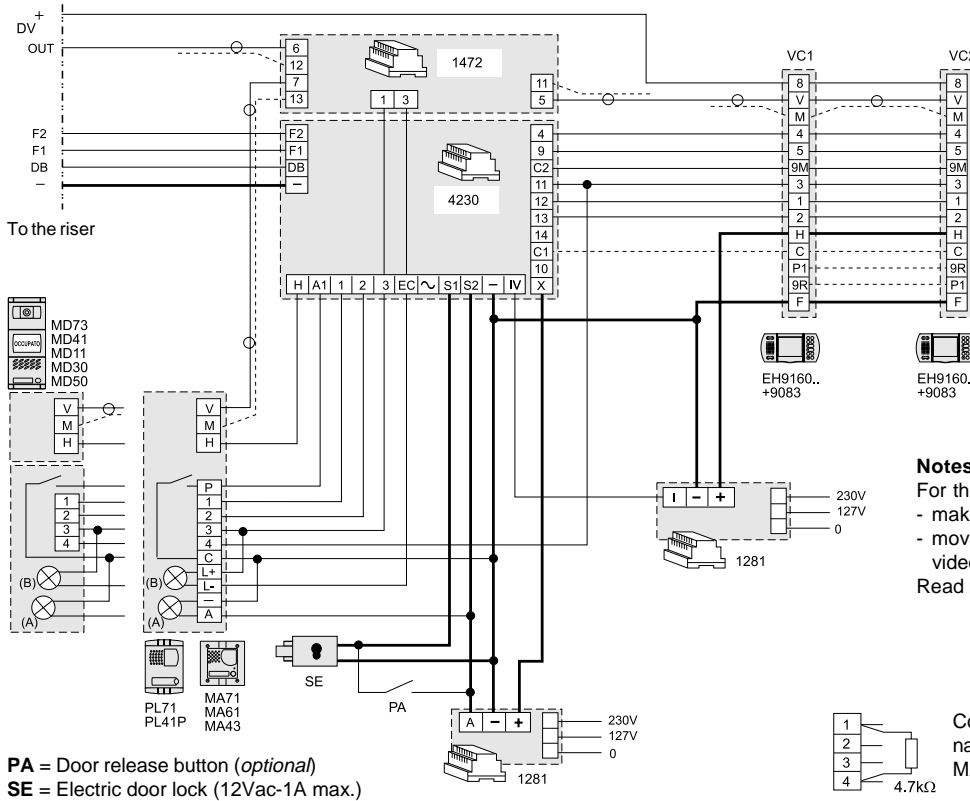 +
DV
OUT
F2
F1
DB
–
To the riser
6
12
7
13
1472
1 3
11
5
F2
F1
DB
–
4230
4
9
C2
11
12
13
14
C1
10
X
H A1 1 2 3 EC ∿ S1 S2 – IV
VC1
8
V
M
4
5
9M
3
1
2
H
C
P1
9R
F
EH9160..
+9083
VC2
8
V
M
4
5
9M
3
1
2
H
C
9R
P1
F
EH9160..
+9083
OCCUPATO
MD73
MD41
MD11
MD30
MD50
V
M
H
1
2
3
4
(B)
(A)
V
M
H
P
1
2
3
4
C
L+
L-
–
A
(B)
(A)
PL71
PL41P
MA71
MA61
MA43
SE
PA
A – +
230V
127V
0
1281
I – +
230V
127V
0
1281
Notes
For th
- mak
- mov
video
Read
1
2
3
4
4.7kΩ
Co
na
M
PA = Door release button (optional)
SE = Electric door lock (12Vac-1A max.)